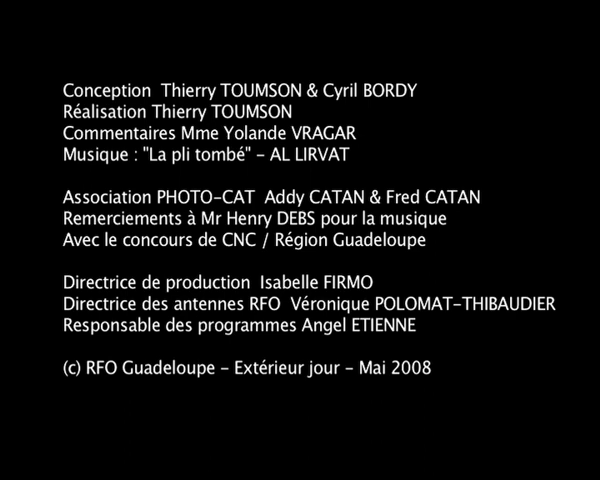 Conception  Thierry TOUMSON & Cyril BORDY
Réalisation Thierry TOUMSON
Commentaires Mme Yolande VRAGAR
Musique : "La pli tombé" – AL LIRVAT
Association PHOTO-CAT  Addy CATAN & Fred CATAN
Remerciements à Mr Henry DEBS pour la musique
Avec le concours de CNC / Région Guadeloupe
Directrice de production  Isabelle FIRMO
Directrice des antennes RFO  Véronique POLOMAT-THIBAUDIER
Responsable des programmes Angel ETIENNE
(c) RFO Guadeloupe – Extérieur jour – Mai 2008